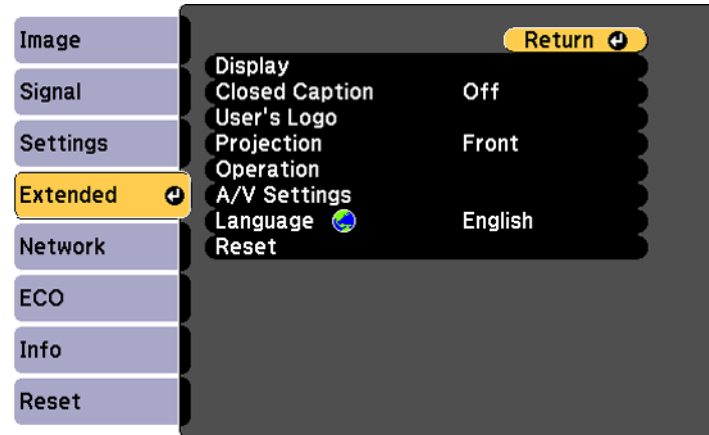 Image
Signal
Settings
Extended
Network
ECO
Info
Reset
Return
Display
Closed Caption Off
User's Logo
Projection Front
Operation
A/V Settings
Language English
Reset